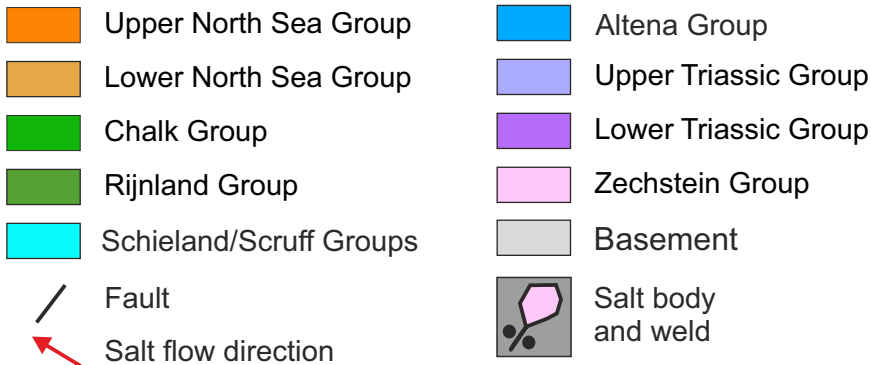 Upper North Sea Group
Lower North Sea Group
Chalk Group
Rijnland Group
Schieland/Scruff Groups
Fault
Salt flow direction
Altena Group
Upper Triassic Group
Lower Triassic Group
Zechstein Group
Basement
Salt body
and weld